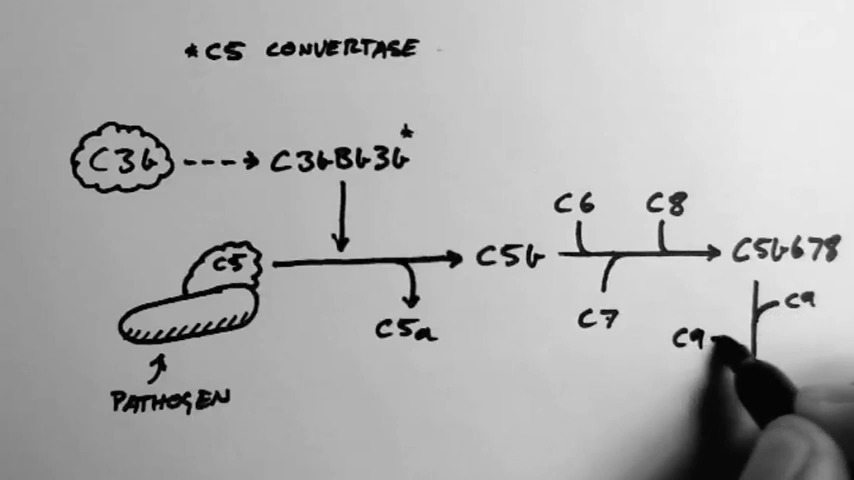 *C5 CONVERTASE
C3b
C3bBb3b*
C6
C8
C5
C5b
C5b678
C9
C5a
C7
C9
PATHOGEN